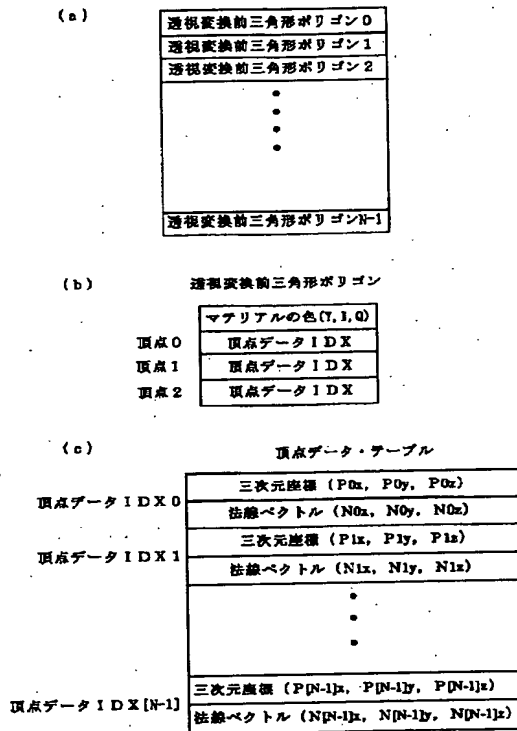 (a)
透視変換前三角形ポリゴン0
透視変換前三角形ポリゴン1
透視変換前三角形ポリゴン2
透視変換前三角形ポリゴンN-1
(b)
透視変換前三角形ポリゴン
マテリアルの色(Y,I,Q)
頂点0 頂点データIDX
頂点1 頂点データIDX
頂点2 頂点データIDX
(c)
頂点データ・テーブル
頂点データIDX0
三次元座標 (P0x, P0y, P0z)
法線ベクトル (N0x, N0y, N0z)
頂点データIDX1
三次元座標 (P1x, P1y, P1z)
法線ベクトル (N1x, N1y, N1z)
頂点データIDX[N-1]
三次元座標 (P[N-1]x, P[N-1]y, P[N-1]z)
法線ベクトル (N[N-1]x, N[N-1]y, N[N-1]z)